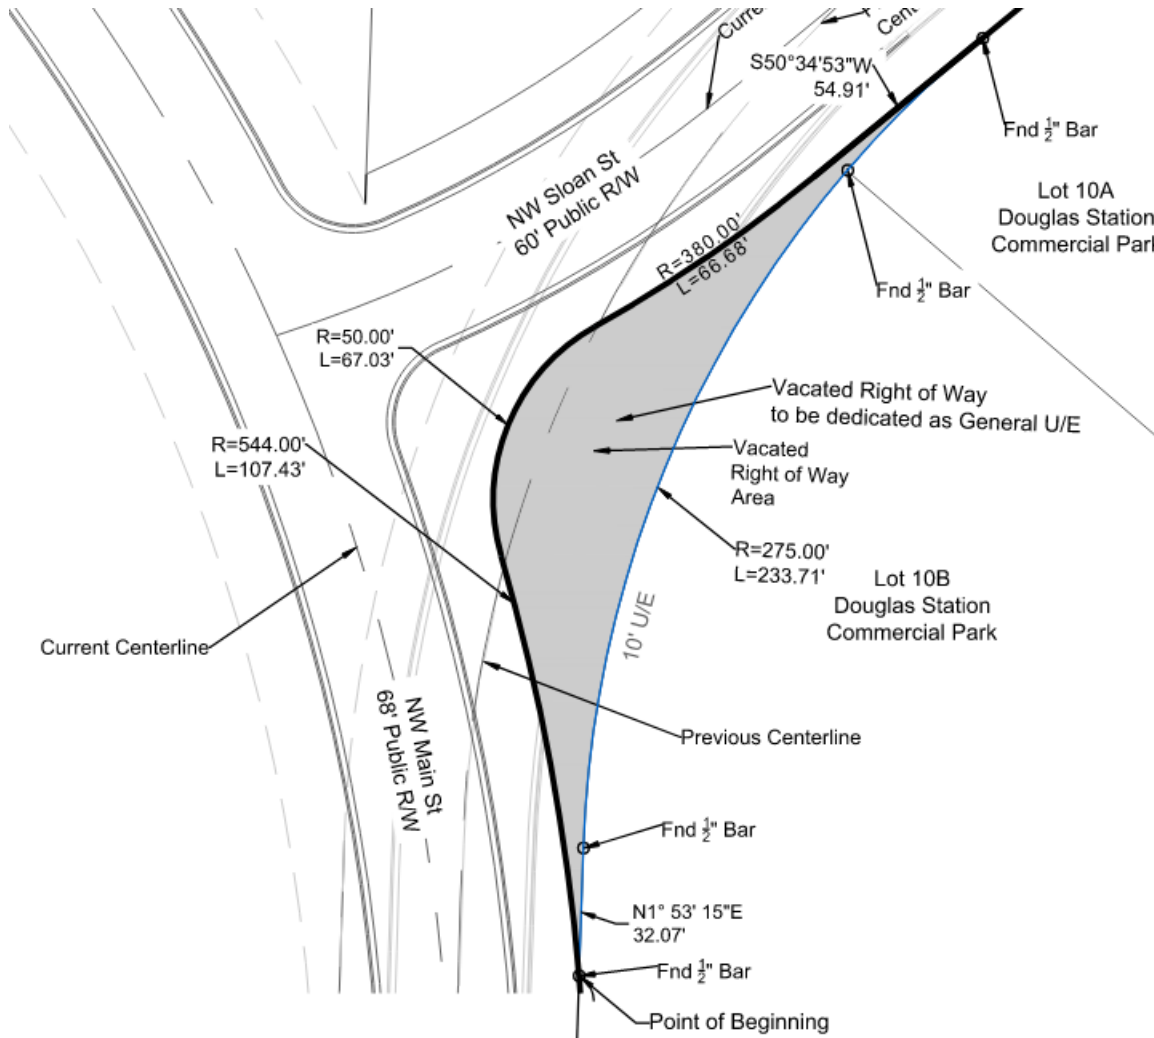 Curre
Cent
S50°34'53"W
54.91'
Fnd ½" Bar
Lot 10A
Douglas Station
Commercial Park
NW Sloan St
60' Public R/W
R=380.00'
L=66.68'
Fnd ½" Bar
R=50.00'
L=67.03'
Vacated Right of Way
to be dedicated as General U/E
R=544.00'
L=107.43'
Vacated
Right of Way
Area
R=275.00'
L=233.71'
Lot 10B
Douglas Station
Commercial Park
10' U/E
Current Centerline
NW Main St
68' Public R/W
Previous Centerline
Fnd ½" Bar
N1° 53' 15"E
32.07'
Fnd ½" Bar
Point of Beginning